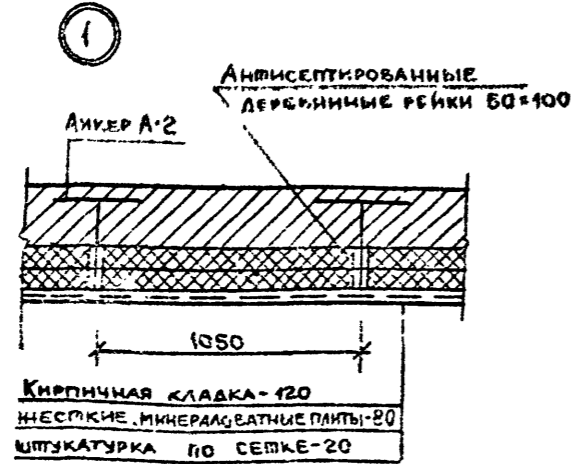 1
Антисептированные
деревянные рейки 50×100
Анкер А-2
1050
Кирпичная кладка-120
жесткие минераловатные плиты-80
штукатурка по сетке-20